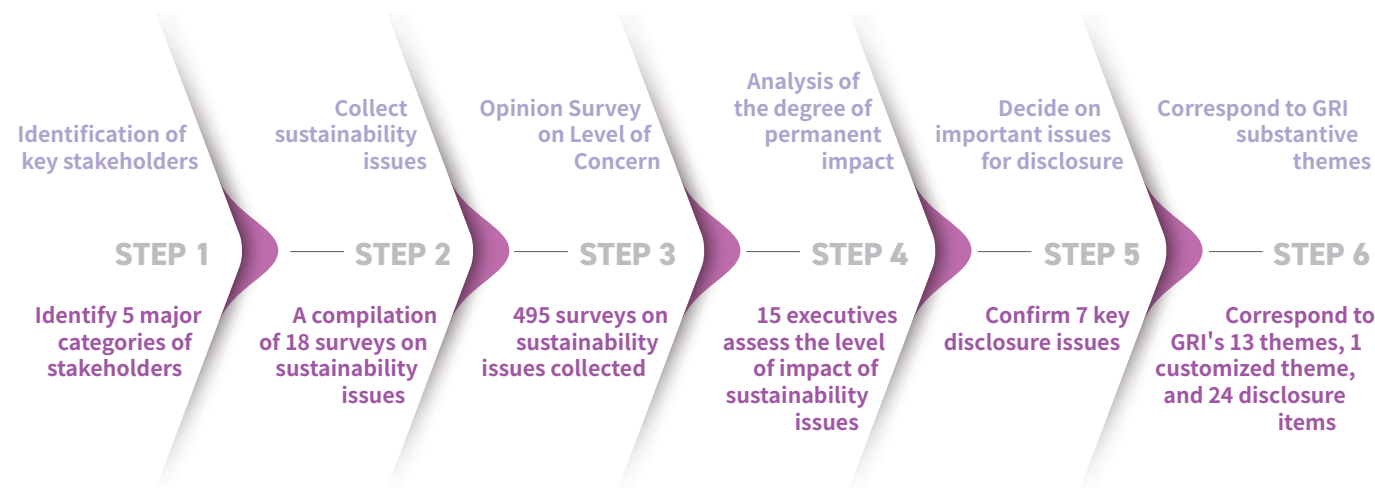 Identification of
key stakeholders
STEP 1
Identify 5 major
categories of
stakeholders
Collect
sustainability
issues
STEP 2
A compilation
of 18 surveys on
sustainability
issues
Opinion Survey
on Level of
Concern
STEP 3
495 surveys on
sustainability
issues collected
Analysis of
the degree of
permanent
impact
STEP 4
15 executives
assess the level
of impact of
sustainability
issues
Decide on
important issues
for disclosure
STEP 5
Confirm 7 key
disclosure issues
Correspond to GRI
substantive
themes
STEP 6
Correspond to
GRI's 13 themes, 1
customized theme,
and 24 disclosure
items